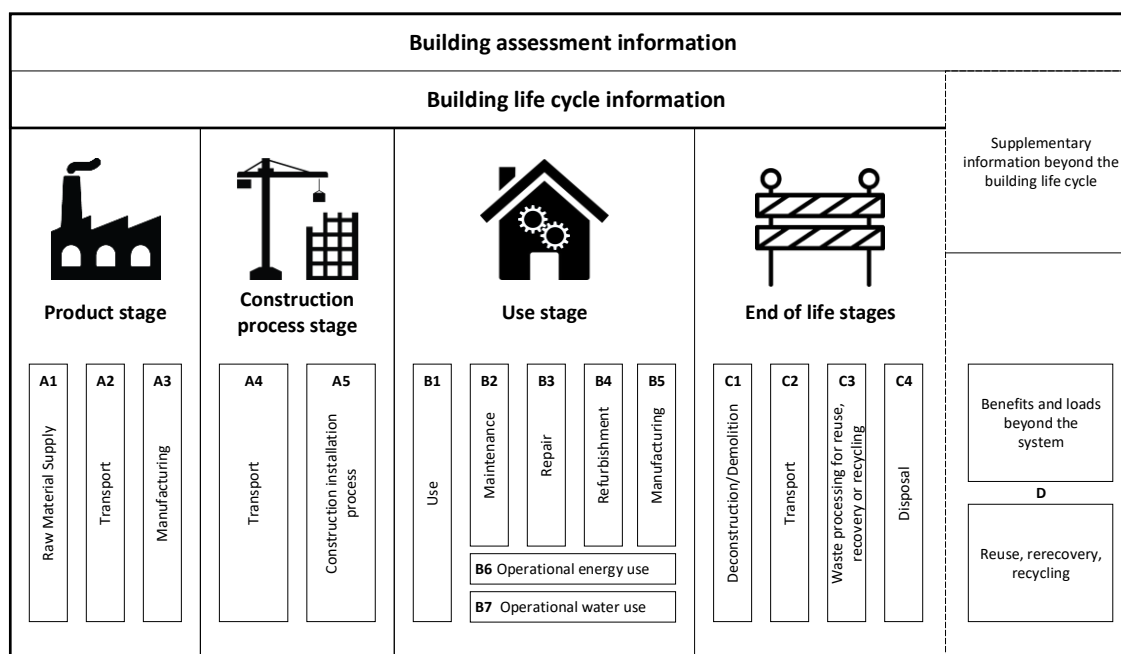 Building assessment information
Building life cycle information
Supplementary
information beyond the
building life cycle
Product stage
Construction
process stage
Use stage
End of life stages
A1
Raw Material Supply
A2
Transport
A3
Manufacturing
A4
Transport
A5
Construction installation
process
B1
Use
B2
Maintenance
B3
Repair
B4
Refurbishment
B5
Manufacturing
B6 Operational energy use
B7 Operational water use
C1
Deconstruction/Demolition
C2
Transport
C3
Waste processing for reuse,
recovery or recycling
C4
Disposal
Benefits and loads
beyond the
system
D
Reuse, rerecovery,
recycling